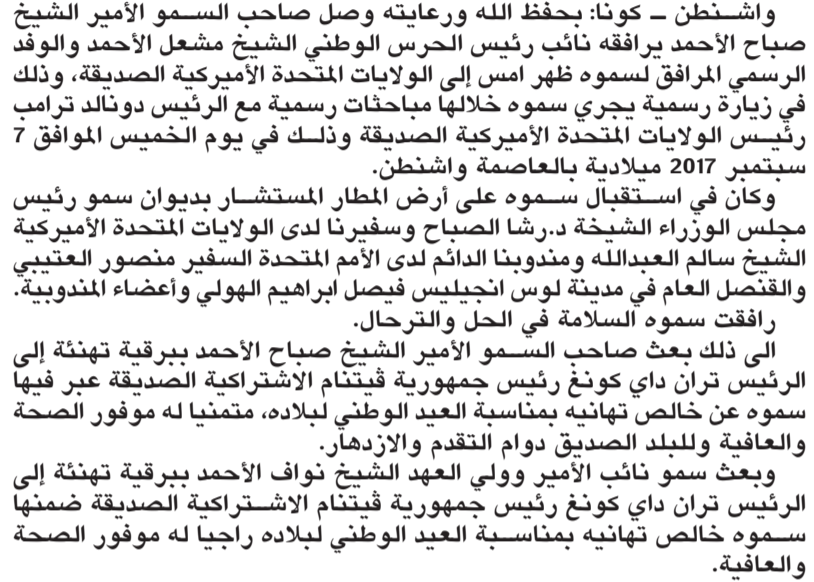 واشنطن ــ كونا: بحفظ الله ورعايته وصل صاحب السمو الأمير الشيخ
صباح الأحمد يرافقه نائب رئيس الحرس الوطني الشيخ مشعل الأحمد والوفد
الرسمي المرافق لسموه ظهر امس إلى الولايات المتحدة الأميركية الصديقة، وذلك
في زيارة رسمية يجري سموه خلالها مباحثات رسمية مع الرئيس دونالد ترامب
رئيس الولايات المتحدة الأميركية الصديقة وذلك في يوم الخميس الموافق 7
سبتمبر 2017 ميلادية بالعاصمة واشنطن.
وكان في استقبال سموه على أرض المطار المستشار بديوان سمو رئيس
مجلس الوزراء الشيخة د.رشا الصباح وسفيرنا لدى الولايات المتحدة الأميركية
الشيخ سالم العبدالله ومندوبنا الدائم لدى الأمم المتحدة السفير منصور العتيبي
والقنصل العام في مدينة لوس انجيليس فيصل ابراهيم الهولي وأعضاء المندوبية.
رافقت سموه السلامة في الحل والترحال.
الى ذلك بعث صاحب السمو الأمير الشيخ صباح الأحمد ببرقية تهنئة إلى
الرئيس تران داي كونغ رئيس جمهورية ڤيتنام الاشتراكية الصديقة عبر فيها
سموه عن خالص تهانيه بمناسبة العيد الوطني لبلاده، متمنيا له موفور الصحة
والعافية وللبلد الصديق دوام التقدم والازدهار.
وبعث سمو نائب الأمير وولي العهد الشيخ نواف الأحمد ببرقية تهنئة إلى
الرئيس تران داي كونغ رئيس جمهورية ڤيتنام الاشتراكية الصديقة ضمنها
سموه خالص تهانيه بمناسبة العيد الوطني لبلاده راجيا له موفور الصحة
والعافية.